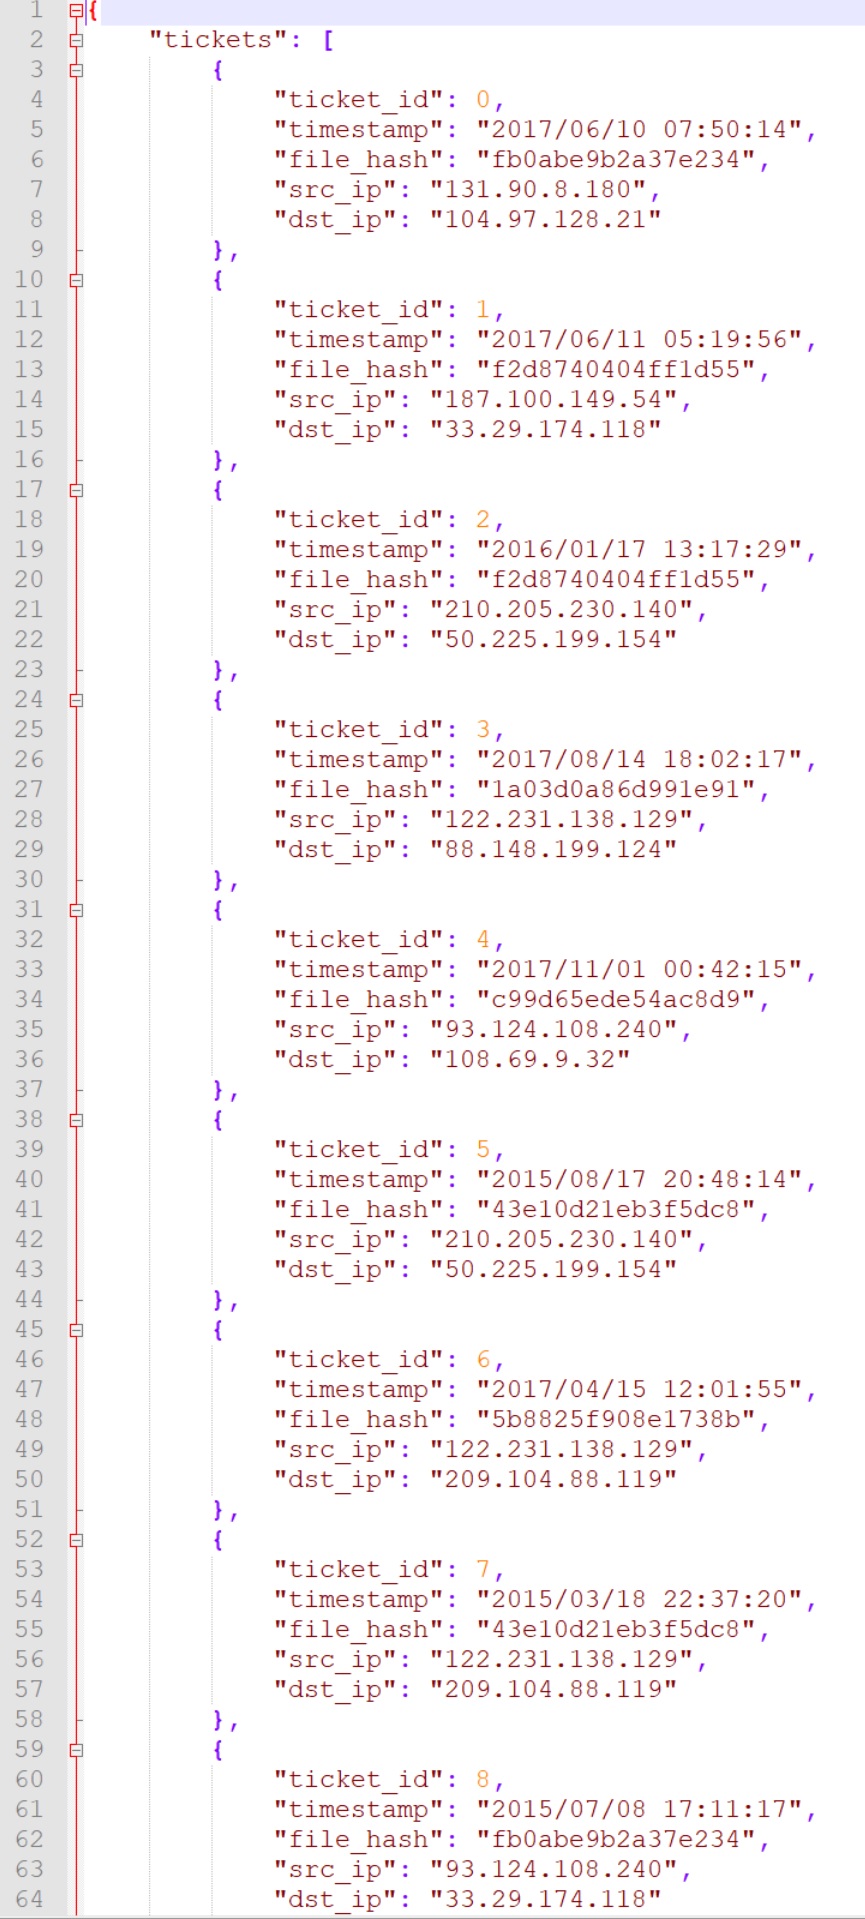 1 {
2 "tickets": [
3 {
4 "ticket_id": 0,
5 "timestamp": "2017/06/10 07:50:14",
6 "file_hash": "fb0abe9b2a37e234",
7 "src_ip": "131.90.8.180",
8 "dst_ip": "104.97.128.21"
9 },
10 {
11 "ticket_id": 1,
12 "timestamp": "2017/06/11 05:19:56",
13 "file_hash": "f2d8740404ff1d55",
14 "src_ip": "187.100.149.54",
15 "dst_ip": "33.29.174.118"
16 },
17 {
18 "ticket_id": 2,
19 "timestamp": "2016/01/17 13:17:29",
20 "file_hash": "f2d8740404ff1d55",
21 "src_ip": "210.205.230.140",
22 "dst_ip": "50.225.199.154"
23 },
24 {
25 "ticket_id": 3,
26 "timestamp": "2017/08/14 18:02:17",
27 "file_hash": "1a03d0a86d991e91",
28 "src_ip": "122.231.138.129",
29 "dst_ip": "88.148.199.124"
30 },
31 {
32 "ticket_id": 4,
33 "timestamp": "2017/11/01 00:42:15",
34 "file_hash": "c99d65ede54ac8d9",
35 "src_ip": "93.124.108.240",
36 "dst_ip": "108.69.9.32"
37 },
38 {
39 "ticket_id": 5,
40 "timestamp": "2015/08/17 20:48:14",
41 "file_hash": "43e10d21eb3f5dc8",
42 "src_ip": "210.205.230.140",
43 "dst_ip": "50.225.199.154"
44 },
45 {
46 "ticket_id": 6,
47 "timestamp": "2017/04/15 12:01:55",
48 "file_hash": "5b8825f908e1738b",
49 "src_ip": "122.231.138.129",
50 "dst_ip": "209.104.88.119"
51 },
52 {
53 "ticket_id": 7,
54 "timestamp": "2015/03/18 22:37:20",
55 "file_hash": "43e10d21eb3f5dc8",
56 "src_ip": "122.231.138.129",
57 "dst_ip": "209.104.88.119"
58 },
59 {
60 "ticket_id": 8,
61 "timestamp": "2015/07/08 17:11:17",
62 "file_hash": "fb0abe9b2a37e234",
63 "src_ip": "93.124.108.240",
64 "dst_ip": "33.29.174.118"